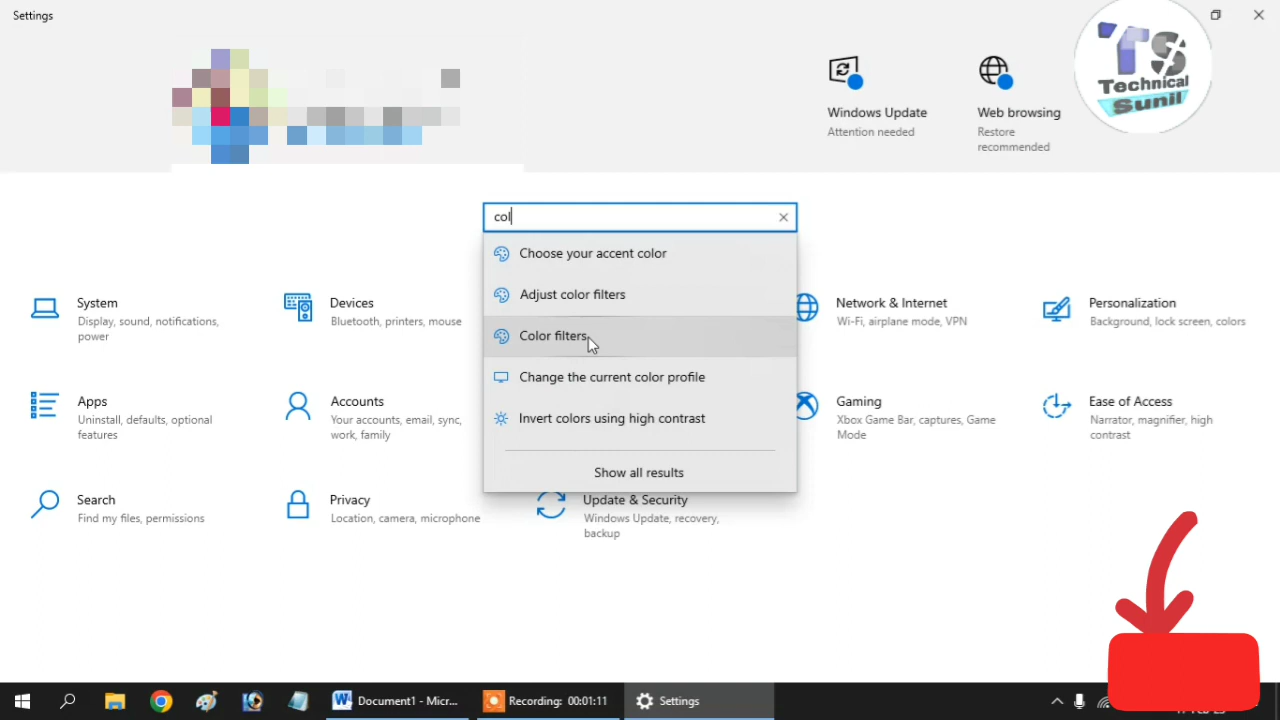 Settings
TS
Technical
Sunil
Windows Update
Attention needed
Web browsing
Restore
recommended
col
Choose your accent color
Adjust color filters
Color filters
Change the current color profile
Invert colors using high contrast
Show all results
System
Display, sound, notifications,
power
Devices
Bluetooth, printers, mouse
Network & Internet
Wi-Fi, airplane mode, VPN
Personalization
Background, lock screen, colors
Apps
Uninstall, defaults, optional
features
Accounts
Your accounts, email, sync,
work, family
Gaming
Xbox Game Bar, captures, Game
Mode
Ease of Access
Narrator, magnifier, high
contrast
Search
Find my files, permissions
Privacy
Location, camera, microphone
Update & Security
Windows Update, recovery,
backup
Document1 - Micr...
Recording: 00:01:11
Settings